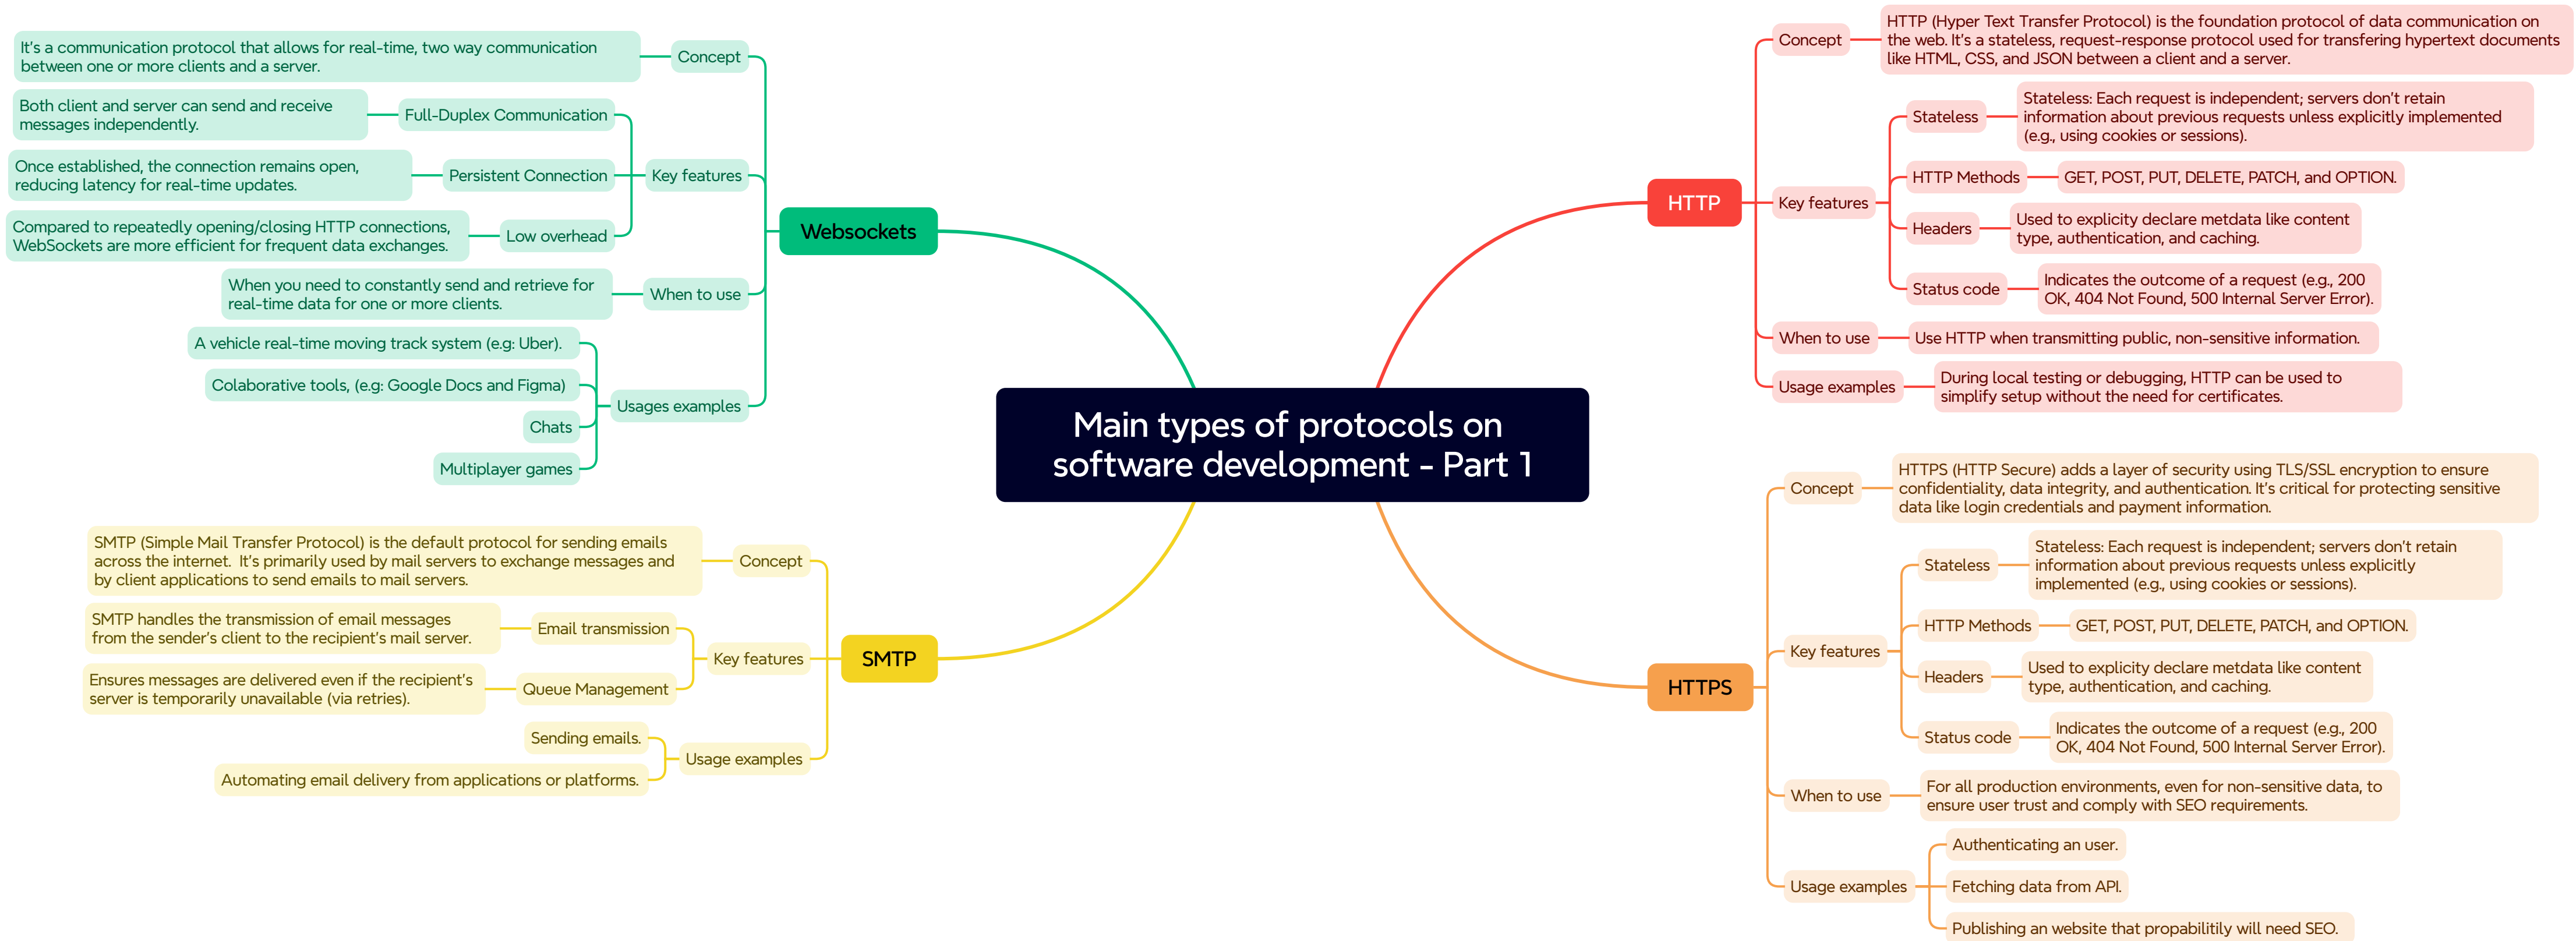 Main types of protocols on
software development - Part 1
Websockets
Concept
It's a communication protocol that allows for real-time, two way communication
between one or more clients and a server.
Key features
Full-Duplex Communication
Both client and server can send and receive
messages independently.
Persistent Connection
Once established, the connection remains open,
reducing latency for real-time updates.
Low overhead
Compared to repeatedly opening/closing HTTP connections,
WebSockets are more efficient for frequent data exchanges.
When to use
When you need to constantly send and retrieve for
real-time data for one or more clients.
Usages examples
A vehicle real-time moving track system (e.g: Uber).
Colaborative tools, (e.g: Google Docs and Figma)
Chats
Multiplayer games
SMTP
Concept
SMTP (Simple Mail Transfer Protocol) is the default protocol for sending emails
across the internet. It's primarily used by mail servers to exchange messages and
by client applications to send emails to mail servers.
Key features
Email transmission
SMTP handles the transmission of email messages
from the sender's client to the recipient's mail server.
Queue Management
Ensures messages are delivered even if the recipient's
server is temporarily unavailable (via retries).
Usage examples
Sending emails.
Automating email delivery from applications or platforms.
HTTP
Concept
HTTP (Hyper Text Transfer Protocol) is the foundation protocol of data communication on
the web. It's a stateless, request-response protocol used for transfering hypertext documents
like HTML, CSS, and JSON between a client and a server.
Key features
Stateless
Stateless: Each request is independent; servers don't retain
information about previous requests unless explicitly implemented
(e.g., using cookies or sessions).
HTTP Methods
GET, POST, PUT, DELETE, PATCH, and OPTION.
Headers
Used to explicity declare metdata like content
type, authentication, and caching.
Status code
Indicates the outcome of a request (e.g., 200
OK, 404 Not Found, 500 Internal Server Error).
When to use
Use HTTP when transmitting public, non-sensitive information.
Usage examples
During local testing or debugging, HTTP can be used to
simplify setup without the need for certificates.
HTTPS
Concept
HTTPS (HTTP Secure) adds a layer of security using TLS/SSL encryption to ensure
confidentiality, data integrity, and authentication. It's critical for protecting sensitive
data like login credentials and payment information.
Key features
Stateless
Stateless: Each request is independent; servers don't retain
information about previous requests unless explicitly
implemented (e.g., using cookies or sessions).
HTTP Methods
GET, POST, PUT, DELETE, PATCH, and OPTION.
Headers
Used to explicity declare metdata like content
type, authentication, and caching.
Status code
Indicates the outcome of a request (e.g., 200
OK, 404 Not Found, 500 Internal Server Error).
When to use
For all production environments, even for non-sensitive data, to
ensure user trust and comply with SEO requirements.
Usage examples
Authenticating an user.
Fetching data from API.
Publishing an website that propabilitily will need SEO.